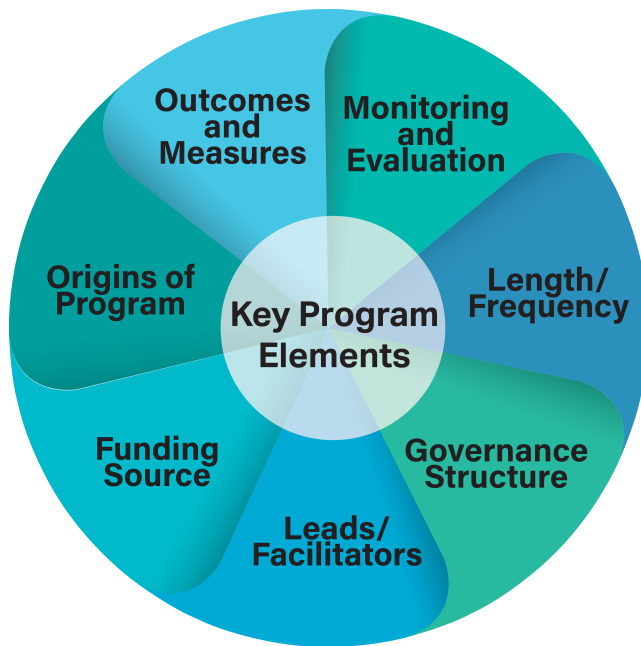 Outcomes
and
Measures
Monitoring
and
Evaluation
Length/
Frequency
Governance
Structure
Leads/
Facilitators
Funding
Source
Origins of
Program
Key Program
Elements